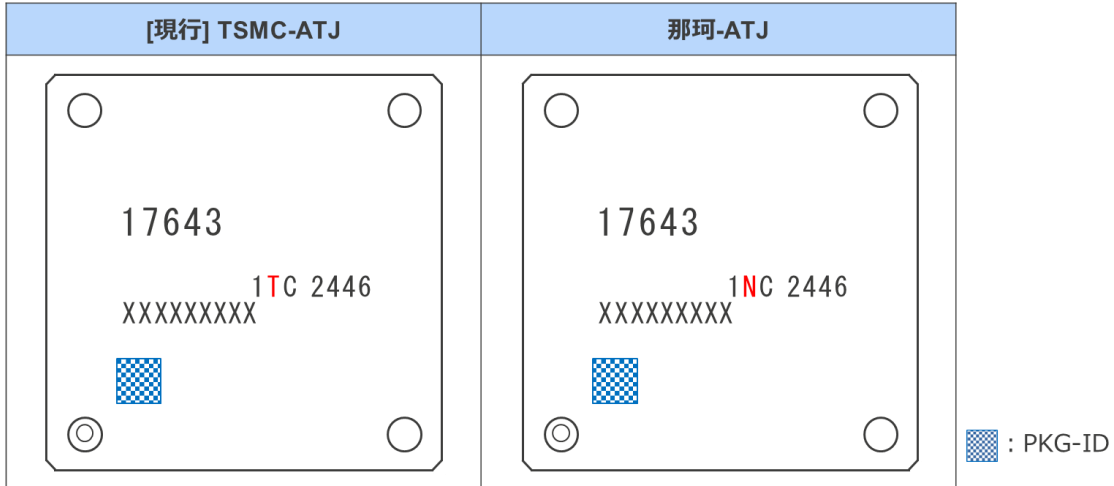 [現行] TSMC-ATJ
那珂-ATJ
17643
1TC 2446
XXXXXXXXX
17643
1NC 2446
XXXXXXXXX
：PKG-ID